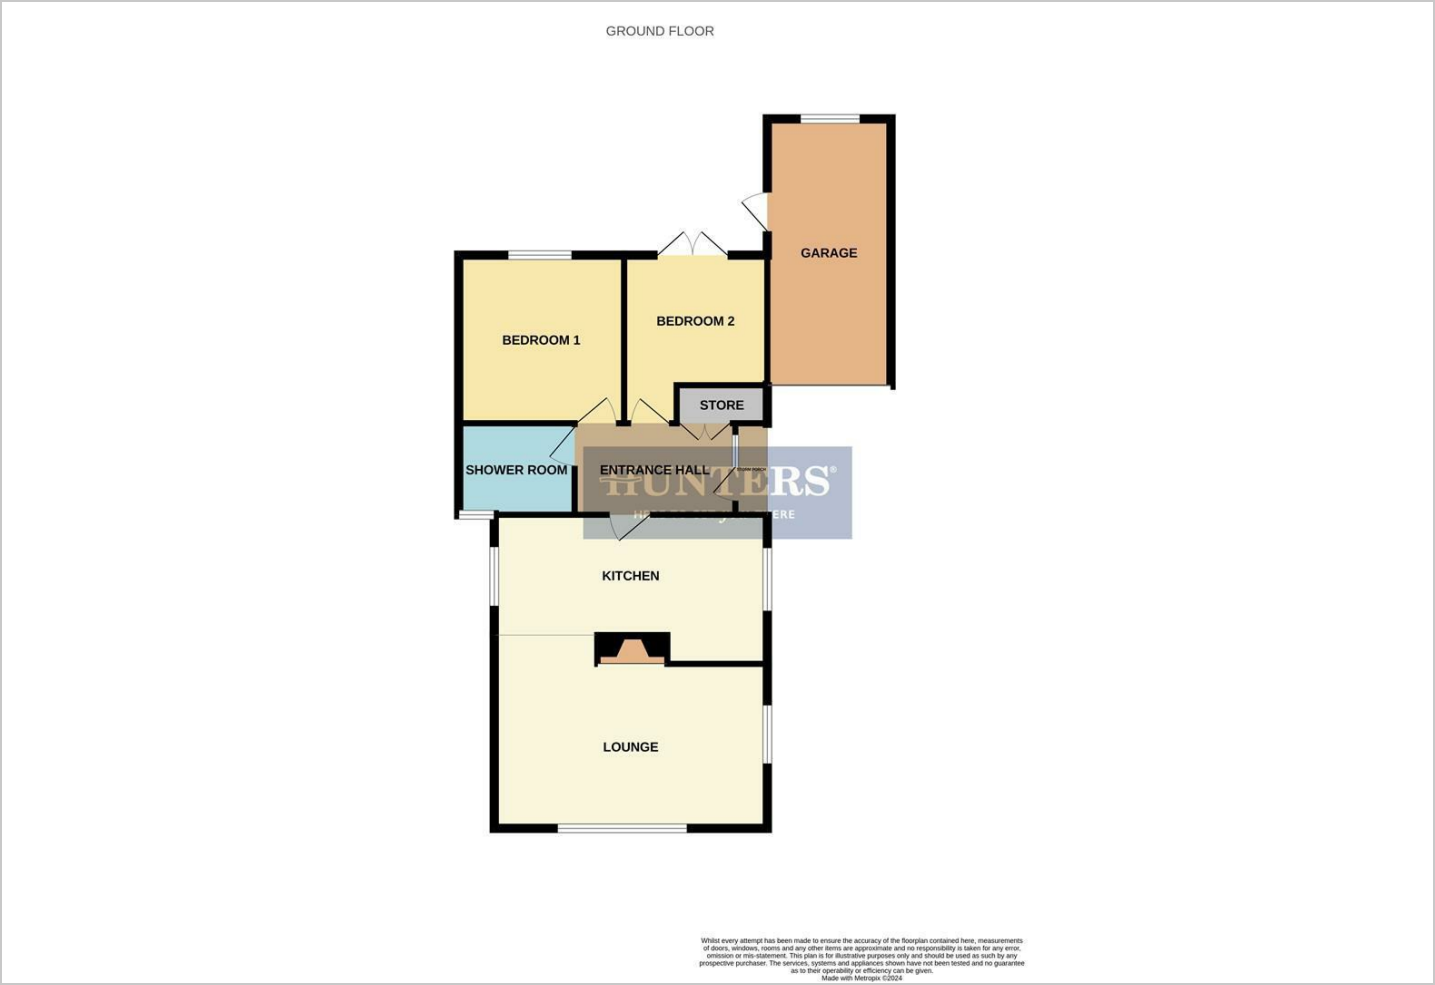 GROUND FLOOR
GARAGE
BEDROOM 2
BEDROOM 1
STORE
SHOWER ROOM
ENTRANCE HALL
STORM PORCH
HUNTERS®
HERE
KITCHEN
LOUNGE
Whilst every attempt has been made to ensure the accuracy of the floorplan contained here, measurements
of doors, windows, rooms and any other items are approximate and no responsibility is taken for any error,
omission or mis-statement. This plan is for illustrative purposes only and should be used as such by any
prospective purchaser. The services, systems and appliances shown have not been tested and no guarantee
as to their operability or efficiency can be given.
Made with Metropix ©2024